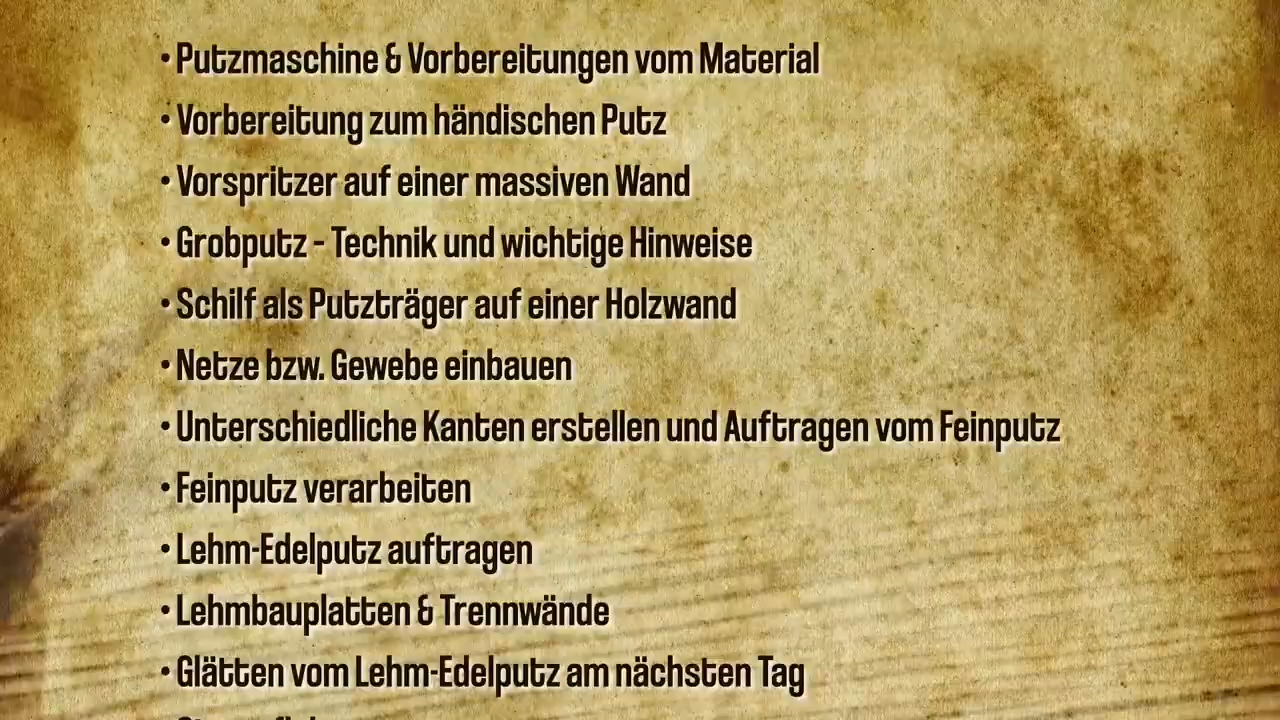 • Putzmaschine & Vorbereitungen vom Material
• Vorbereitung zum händischen Putz
• Vorspritzer auf einer massiven Wand
• Grobputz - Technik und wichtige Hinweise
• Schilf als Putzträger auf einer Holzwand
• Netze bzw. Gewebe einbauen
• Unterschiedliche Kanten erstellen und Auftragen vom Feinputz
• Feinputz verarbeiten
• Lehm-Edelputz auftragen
• Lehmbauplatten & Trennwände
• Glätten vom Lehm-Edelputz am nächsten Tag